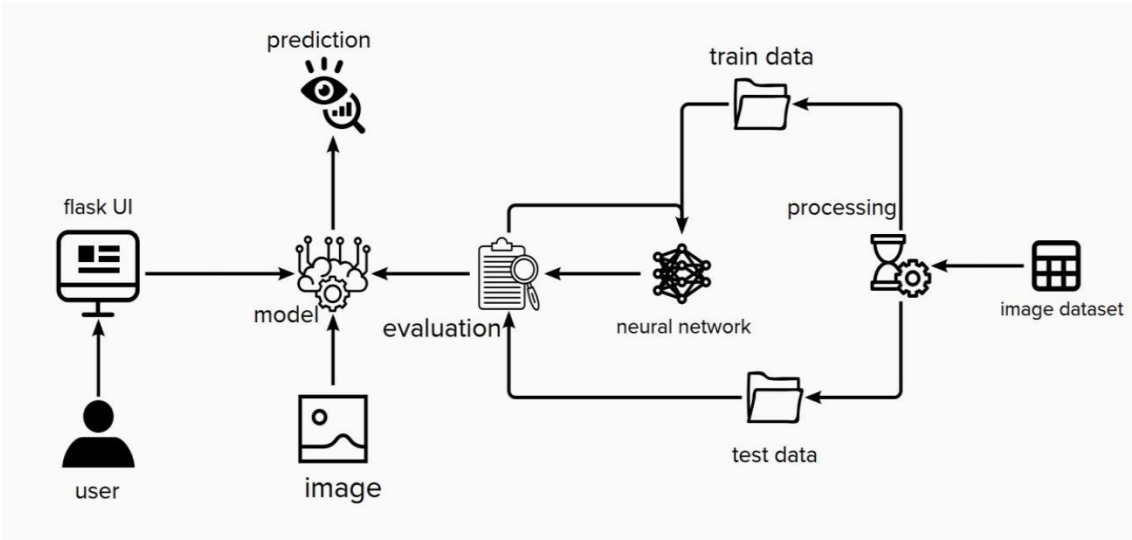 prediction
train data
flask UI
processing
model
evaluation
neural network
image dataset
test data
user
image